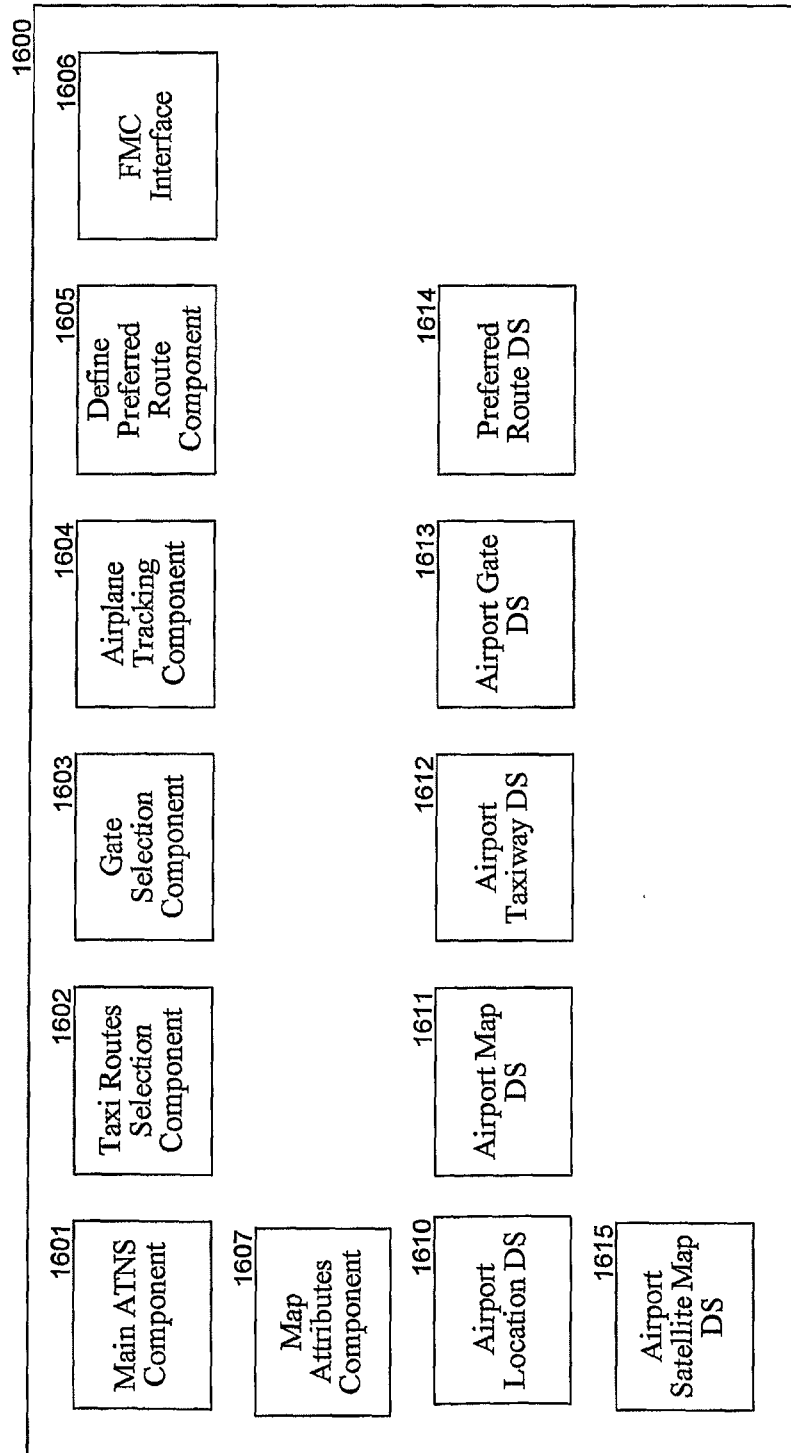 1600
1601
Main ATNS
Component
1602
Taxi Routes
Selection
Component
1603
Gate
Selection
Component
1604
Airplane
Tracking
Component
1605
Define
Preferred
Route
Component
1606
FMC
Interface
1607
Map
Attributes
Component
1610
Airport
Location DS
1611
Airport Map
DS
1612
Airport
Taxiway DS
1613
Airport Gate
DS
1614
Preferred
Route DS
1615
Airport
Satellite Map
DS